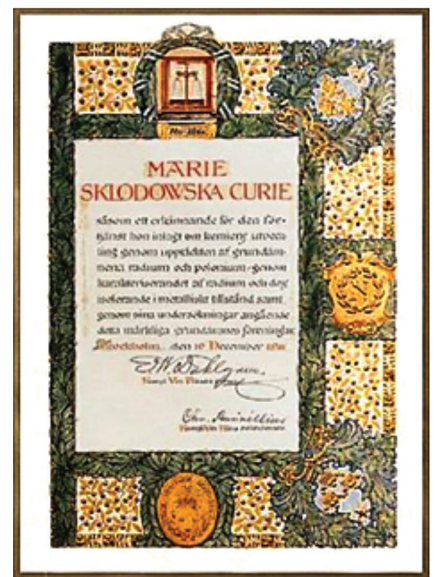 MARIE
SKLODOWSKA CURIE
såsom ett erkännande för den för-
tjänst hon inlagt om kemiens utveck-
ling genom upptäckten af grundäm-
nena radium och polonium - genom
karakteriserandet af radium och dess
isolerande i metalliskt tillstånd samt
genom sina undersökningar angående
detta märkliga grundämnes föreningar
Stockholm den 10 December 1911